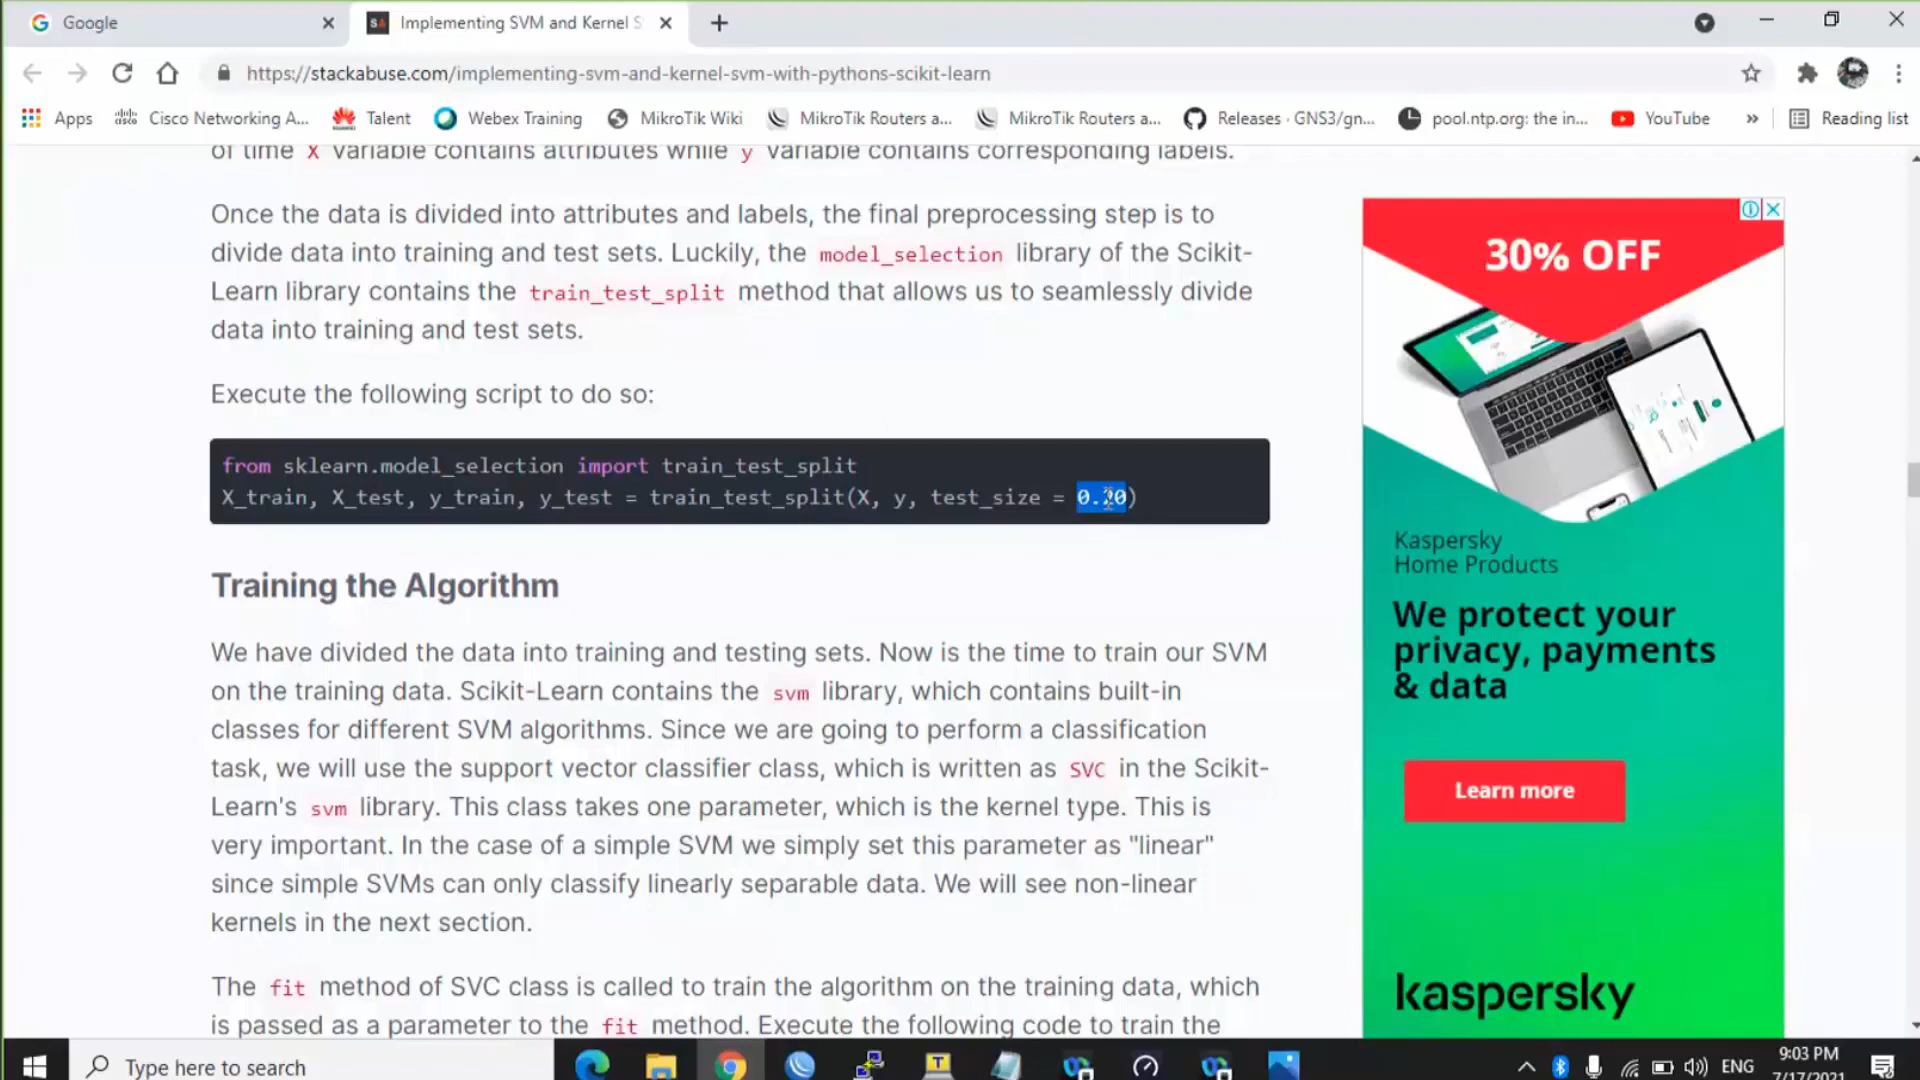 Google
Implementing SVM and Kernel S
https://stackabuse.com/implementing-svm-and-kernel-svm-with-pythons-scikit-learn
Apps
Cisco Networking A...
Talent
Webex Training
MikroTik Wiki
MikroTik Routers a...
MikroTik Routers a...
Releases · GNS3/gn...
pool.ntp.org: the in...
YouTube
»
Reading list
of time X variable contains attributes while y variable contains corresponding labels.
Once the data is divided into attributes and labels, the final preprocessing step is to
divide data into training and test sets. Luckily, the model_selection library of the Scikit-
Learn library contains the train_test_split method that allows us to seamlessly divide
data into training and test sets.
Execute the following script to do so:
from sklearn.model_selection import train_test_split
X_train, X_test, y_train, y_test = train_test_split(X, y, test_size = 0.20)
Training the Algorithm
We have divided the data into training and testing sets. Now is the time to train our SVM
on the training data. Scikit-Learn contains the svm library, which contains built-in
classes for different SVM algorithms. Since we are going to perform a classification
task, we will use the support vector classifier class, which is written as SVC in the Scikit-
Learn's svm library. This class takes one parameter, which is the kernel type. This is
very important. In the case of a simple SVM we simply set this parameter as "linear"
since simple SVMs can only classify linearly separable data. We will see non-linear
kernels in the next section.
The fit method of SVC class is called to train the algorithm on the training data, which
is passed as a parameter to the fit method. Execute the following code to train the
30% OFF
Kaspersky
Home Products
We protect your
privacy, payments
& data
Learn more
kaspersky
Type here to search
ENG
9:03 PM
7/17/2021